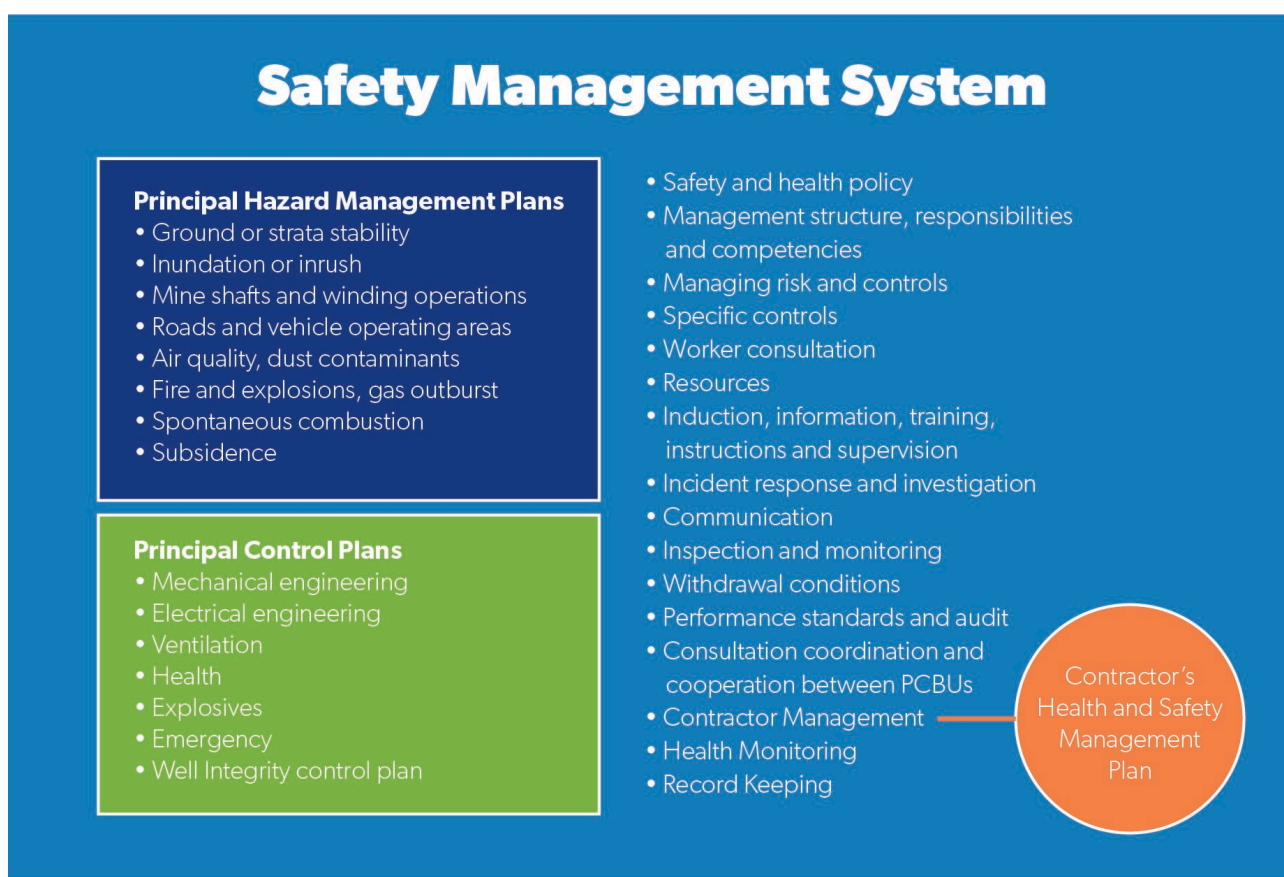 Safety Management System
Principal Hazard Management Plans
• Ground or strata stability
• Inundation or inrush
• Mine shafts and winding operations
• Roads and vehicle operating areas
• Air quality, dust contaminants
• Fire and explosions, gas outburst
• Spontaneous combustion
• Subsidence
Principal Control Plans
• Mechanical engineering
• Electrical engineering
• Ventilation
• Health
• Explosives
• Emergency
• Well Integrity control plan
• Safety and health policy
• Management structure, responsibilities
and competencies
• Managing risk and controls
• Specific controls
• Worker consultation
• Resources
• Induction, information, training,
instructions and supervision
• Incident response and investigation
• Communication
• Inspection and monitoring
• Withdrawal conditions
• Performance standards and audit
• Consultation coordination and
cooperation between PCBUs
• Contractor Management
• Health Monitoring
• Record Keeping
Contractor’s
Health and Safety
Management
Plan